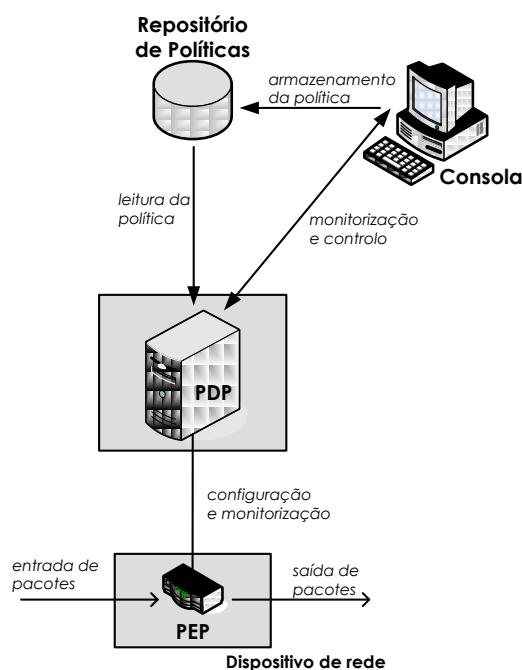 Repositório
de Políticas
armazenamento
da política
Consola
leitura da
política
monitorização
e controlo
PDP
configuração
e monitorização
entrada de
pacotes
saída de
pacotes
PEP
Dispositivo de rede